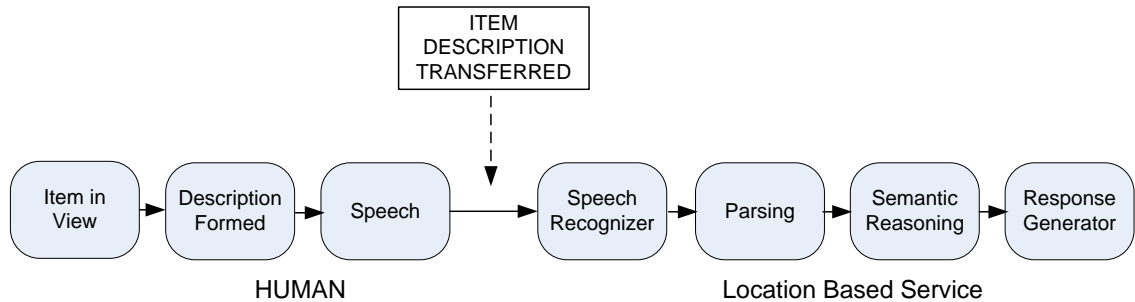 ITEM
DESCRIPTION
TRANSFERRED
Item in
View
Description
Formed
Speech
Speech
Recognizer
Parsing
Semantic
Reasoning
Response
Generator
HUMAN
Location Based Service